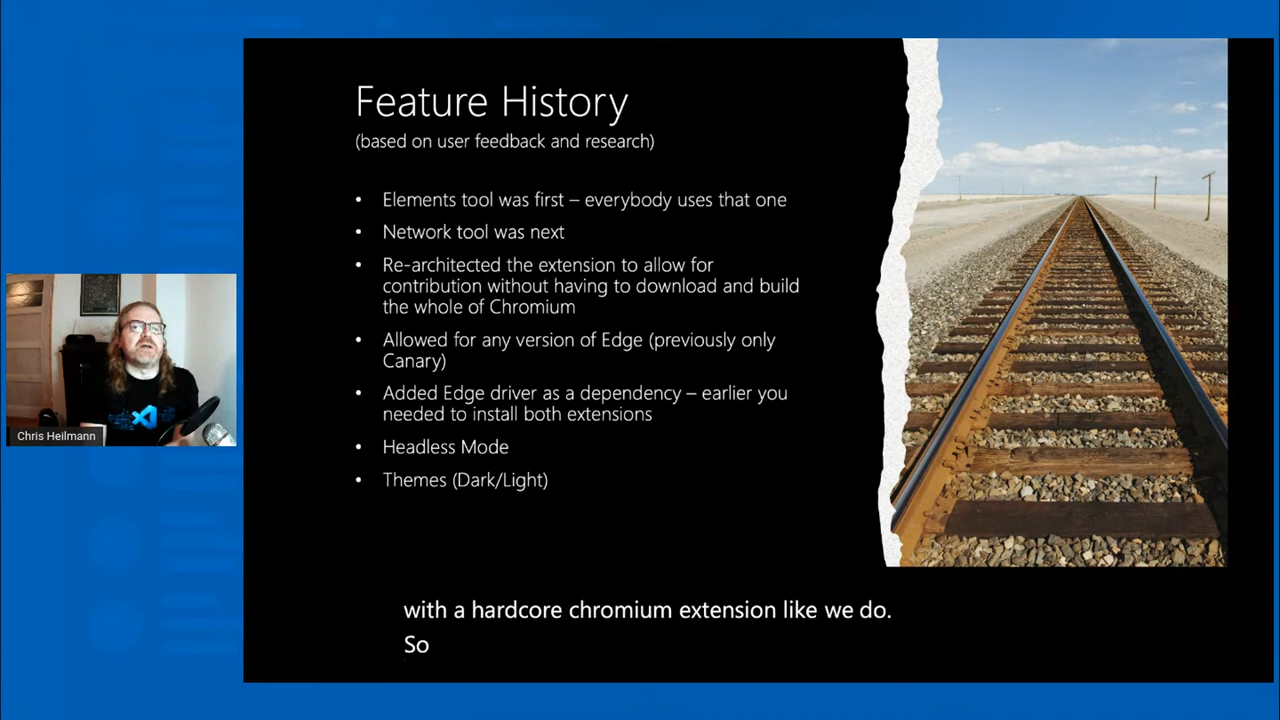 Feature History
(based on user feedback and research)
• Elements tool was first – everybody uses that one
• Network tool was next
• Re-architected the extension to allow for
contribution without having to download and build
the whole of Chromium
• Allowed for any version of Edge (previously only
Canary)
• Added Edge driver as a dependency – earlier you
needed to install both extensions
• Headless Mode
• Themes (Dark/Light)
Chris Heilmann
with a hardcore chromium extension like we do.
So